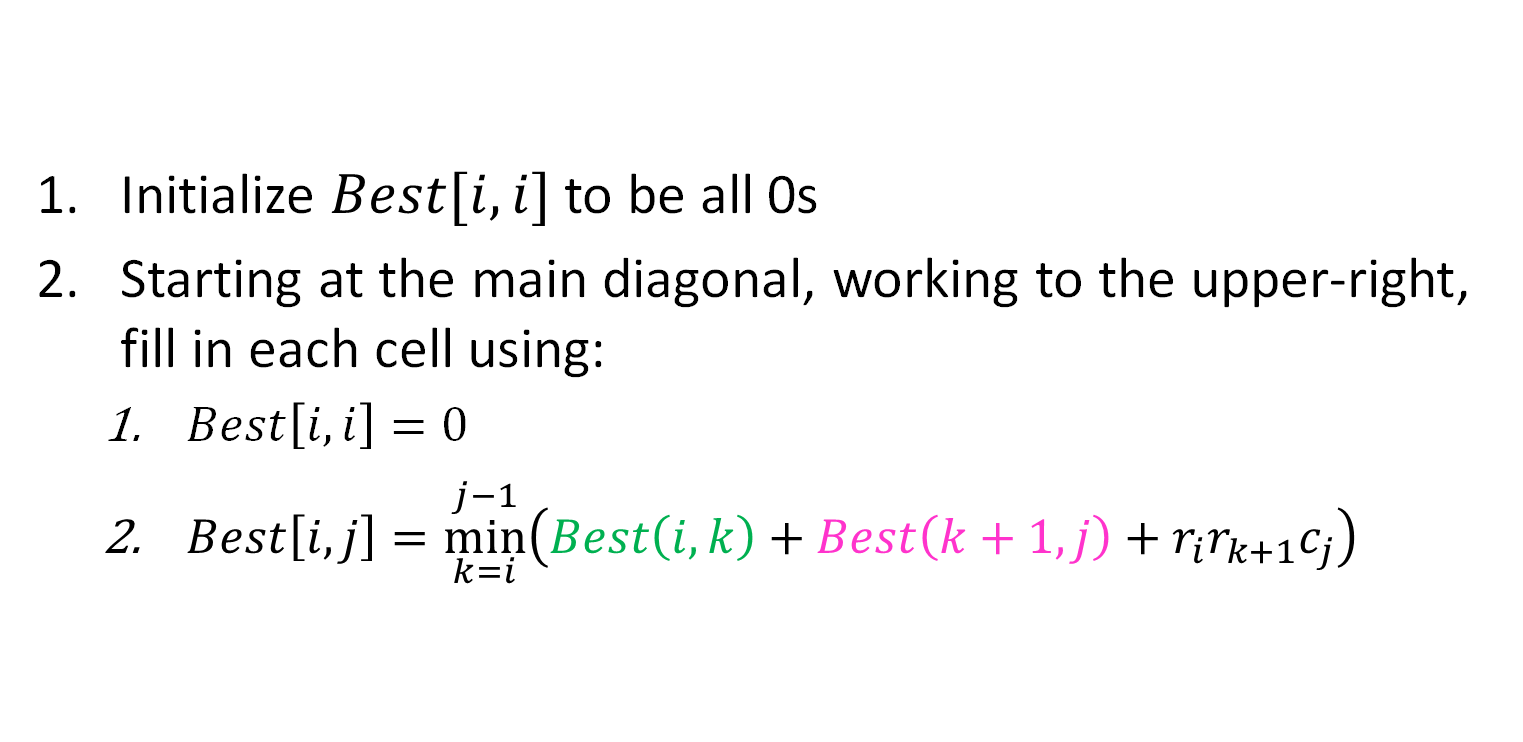 1. Initialize Best[i, i] to be all 0s
2. Starting at the main diagonal, working to the upper-right,
fill in each cell using:
1. Best[i, i] = 0
2. Best[i, j] = min_{k=i}^{j−1}(Best(i, k) + Best(k + 1, j) + r_i r_{k+1} c_j)